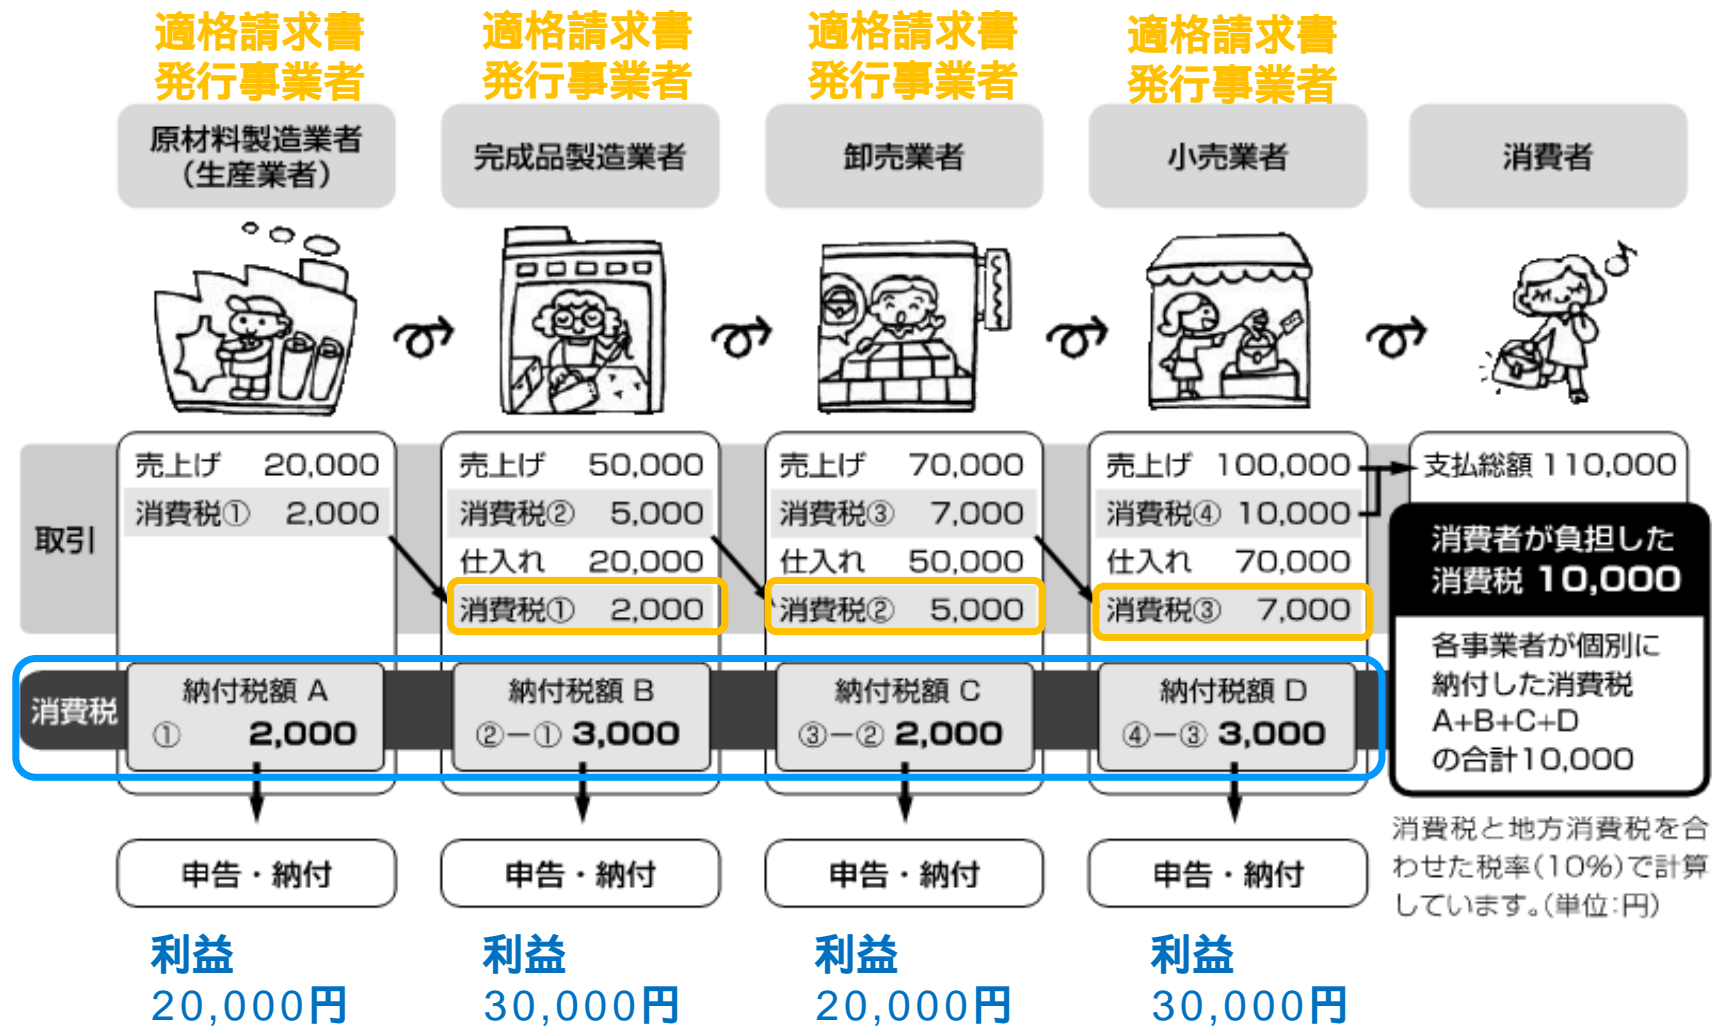 適格請求書
発行事業者
適格請求書
発行事業者
適格請求書
発行事業者
適格請求書
発行事業者
原材料製造業者
(生産業者)
完成品製造業者
卸売業者
小売業者
消費者
取引
売上げ 20,000
消費税① 2,000
売上げ 50,000
消費税② 5,000
仕入れ 20,000
消費税① 2,000
売上げ 70,000
消費税③ 7,000
仕入れ 50,000
消費税② 5,000
売上げ 100,000
消費税④ 10,000
仕入れ 70,000
消費税③ 7,000
支払総額 110,000
消費者が負担した
消費税 10,000
各事業者が個別に
納付した消費税
A+B+C+D
の合計10,000
消費税
納付税額 A
① 2,000
納付税額 B
②-① 3,000
納付税額 C
③-② 2,000
納付税額 D
④-③ 3,000
申告・納付
申告・納付
申告・納付
申告・納付
消費税と地方消費税を合
わせた税率(10%)で計算
しています。(単位:円)
利益
20,000円
利益
30,000円
利益
20,000円
利益
30,000円